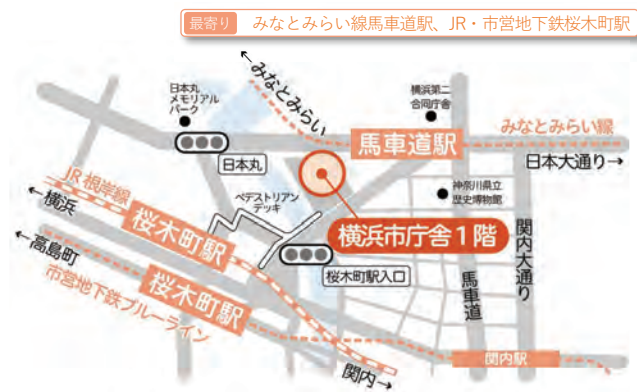 最寄り みなとみらい線馬車道駅、JR・市営地下鉄桜木町駅
←みなとみらい
日本丸
メモリアル
パーク
横浜第二
合同庁舎
馬車道駅
みなとみらい線
日本大通り→
日本丸
JR根岸線
←横浜
ペデストリアン
デッキ
神奈川県立
歴史博物館
桜木町駅
横浜市庁舎1階
←高島町
桜木町駅入口
桜木町駅
市営地下鉄ブルーライン
馬車道
関内大通り
関内駅
関内→